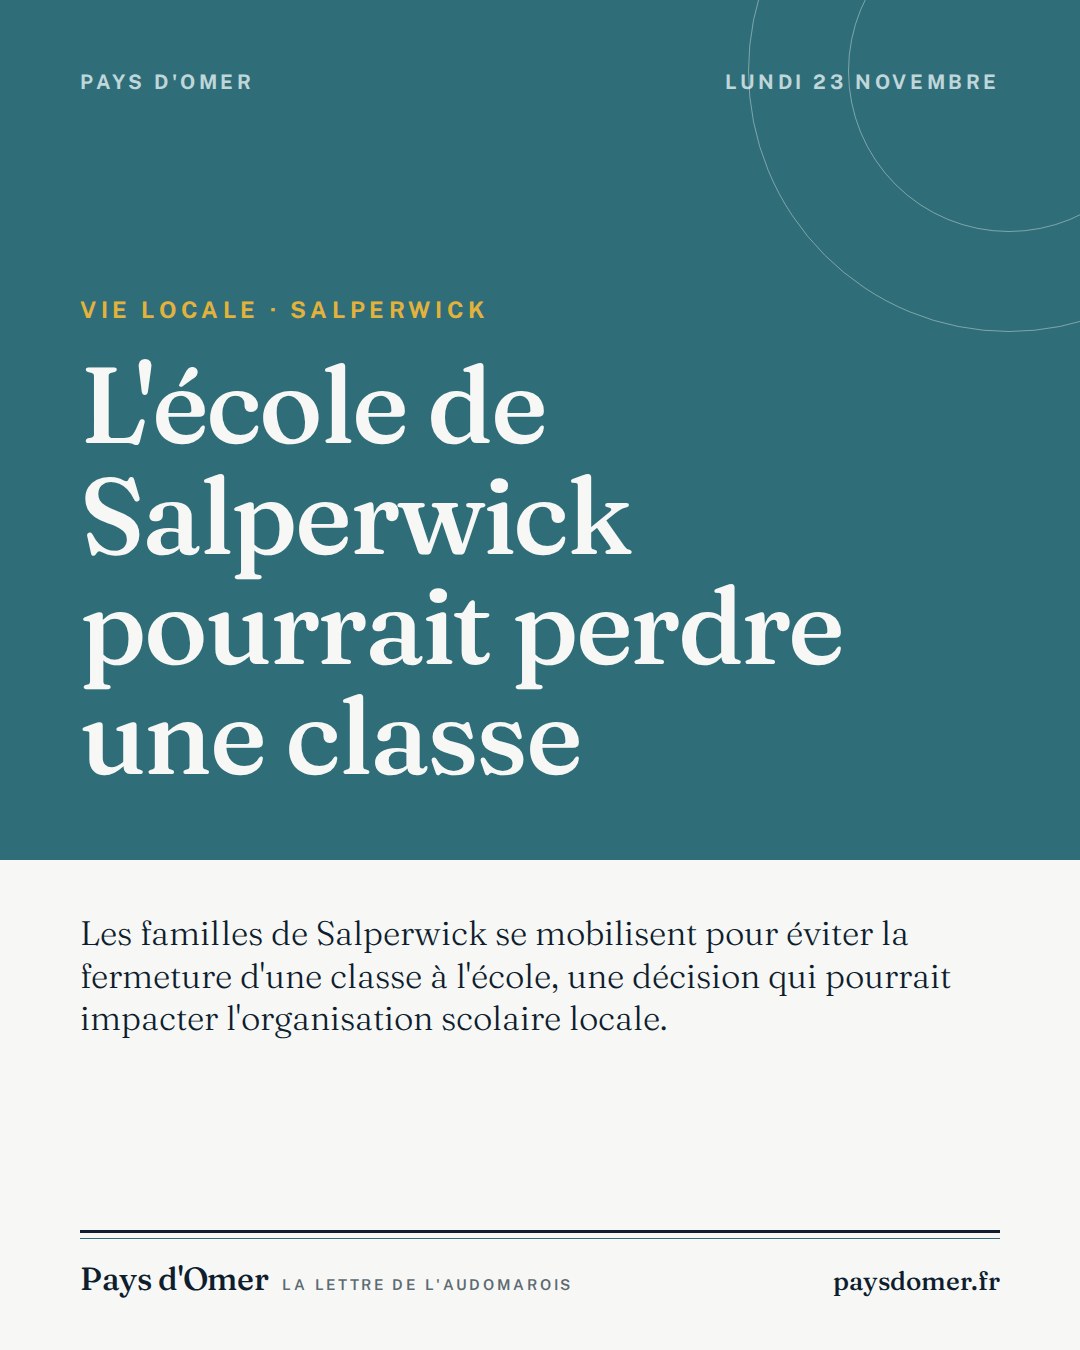 PAYS D'OMER
LUNDI 23 NOVEMBRE
VIE LOCALE · SALPERWICK
L'école de
Salperwick
pourrait perdre
une classe
Les familles de Salperwick se mobilisent pour éviter la
fermeture d'une classe à l'école, une décision qui pourrait
impacter l'organisation scolaire locale.
Pays d'Omer LA LETTRE DE L'AUDOMAROIS
paysdomer.fr